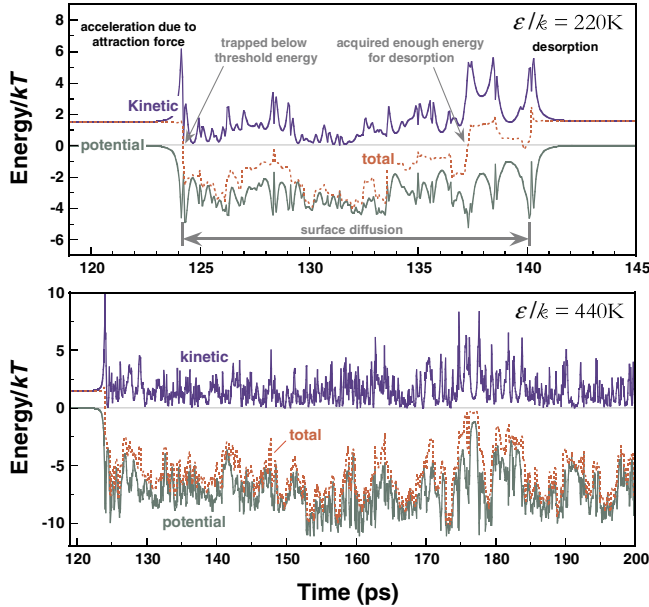 ε/k = 220K
acceleration due to
attraction force
trapped below
threshold energy
acquired enough energy
for desorption
desorption
Kinetic
potential
total
surface diffusion
Energy/kT
8
6
4
2
0
-2
-4
-6
120
125
130
135
140
145
ε/k = 440K
kinetic
total
potential
Energy/kT
10
5
0
-5
-10
120
130
140
150
160
170
180
190
200
Time (ps)